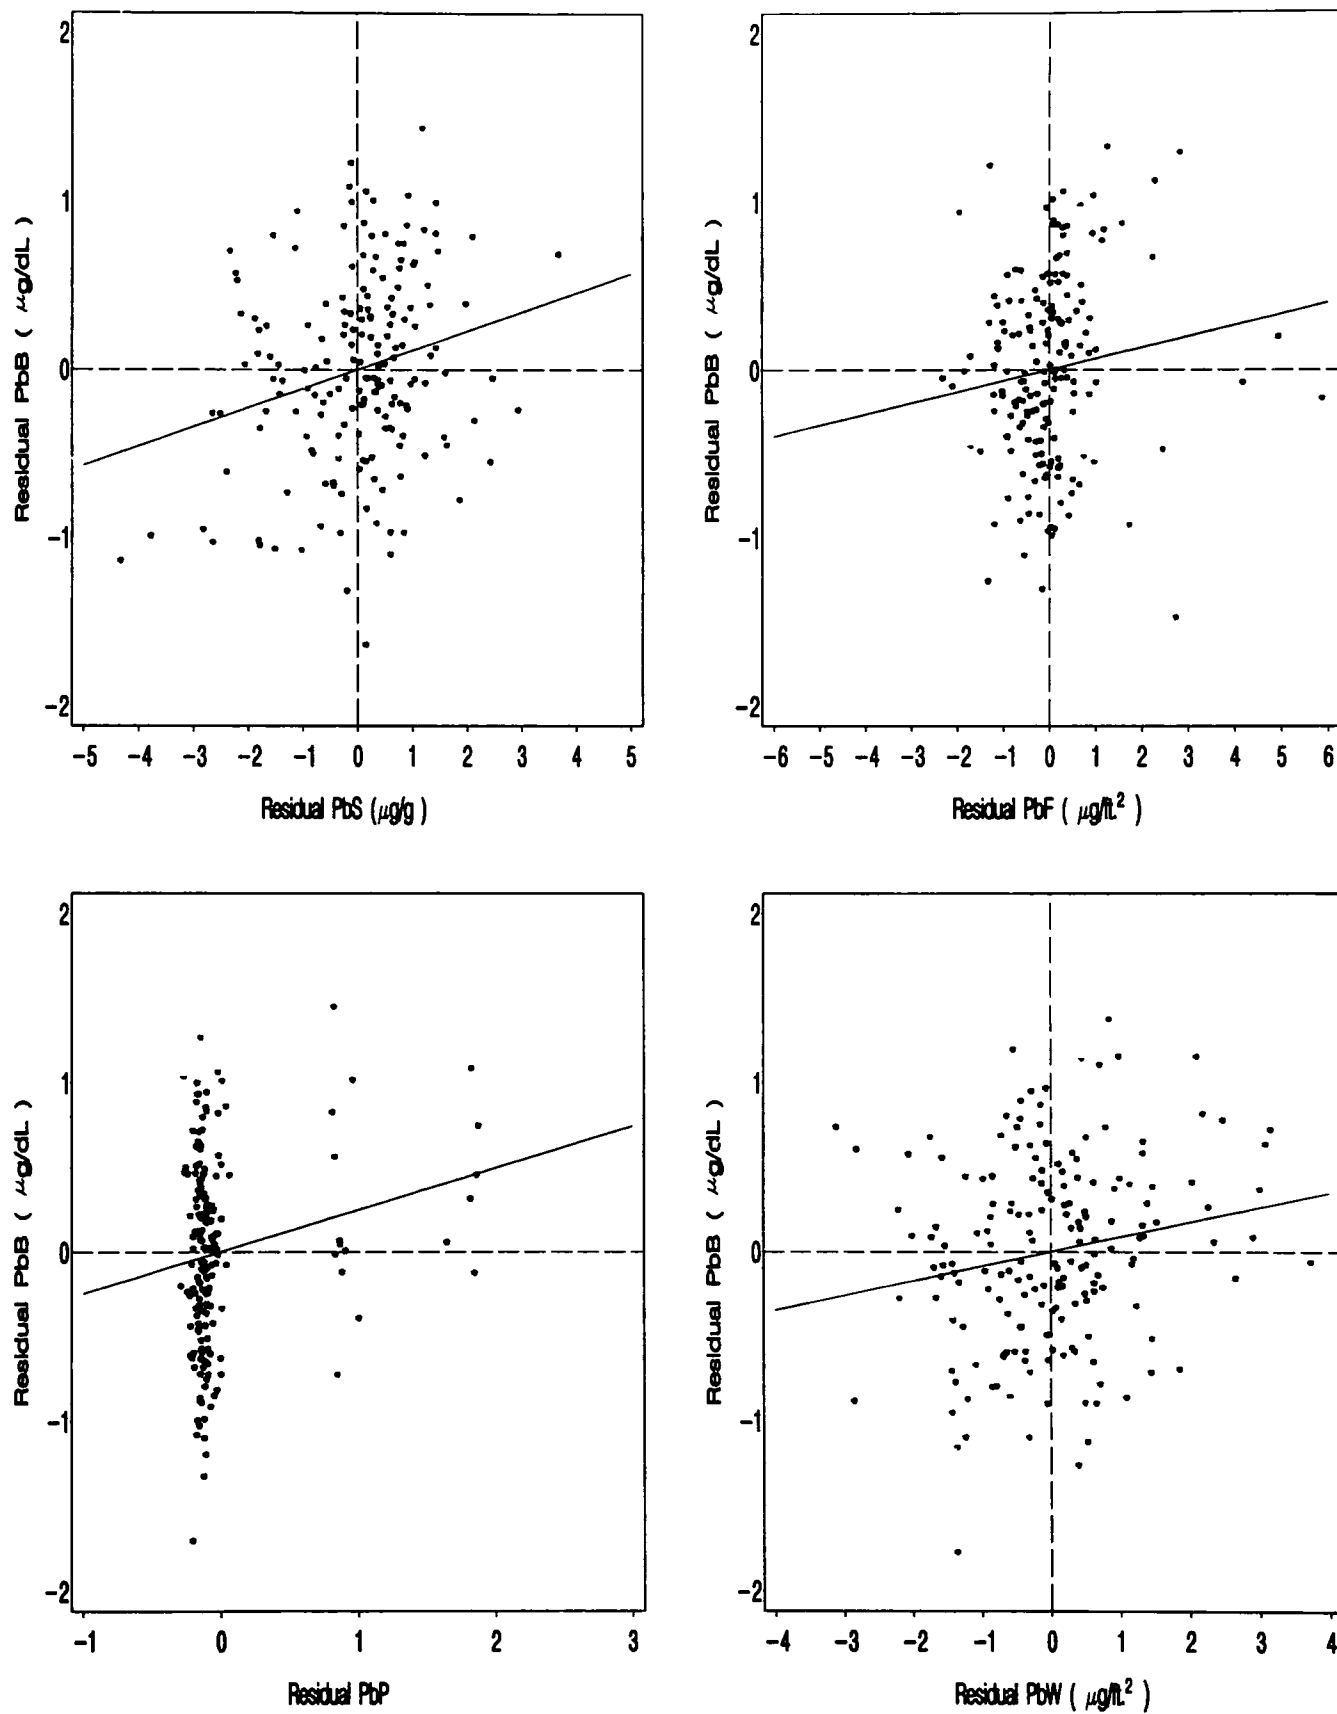 2
1
0
-1
-2
Residual PbB ( μg/dL )
-5 -4 -3 -2 -1 0 1 2 3 4 5
Residual PbS (μg/g)
2
1
0
-1
-2
Residual PbB ( μg/dL )
-6 -5 -4 -3 -2 -1 0 1 2 3 4 5 6
Residual PbF ( μg/ft.²)
2
1
0
-1
-2
Residual PbB ( μg/dL )
-1 0 1 2 3
Residual PbP
2
1
0
-1
-2
Residual PbB ( μg/dL )
-4 -3 -2 -1 0 1 2 3 4
Residual PbW ( μg/ft.²)